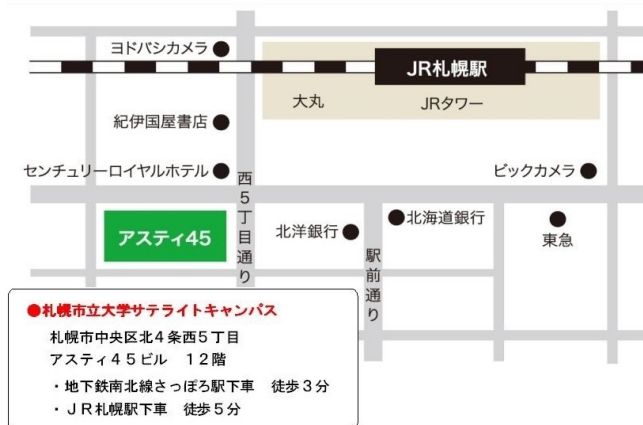 ヨドバシカメラ
JR札幌駅
大丸
JRタワー
紀伊国屋書店
センチュリーロイヤルホテル
ビックカメラ
西5丁目通り
アスティ45
北洋銀行
北海道銀行
東急
駅前通り
●札幌市立大学サテライトキャンパス
札幌市中央区北4条西5丁目
アスティ45ビル　12階
・地下鉄南北線さっぽろ駅下車　徒歩3分
・JR札幌駅下車　徒歩5分